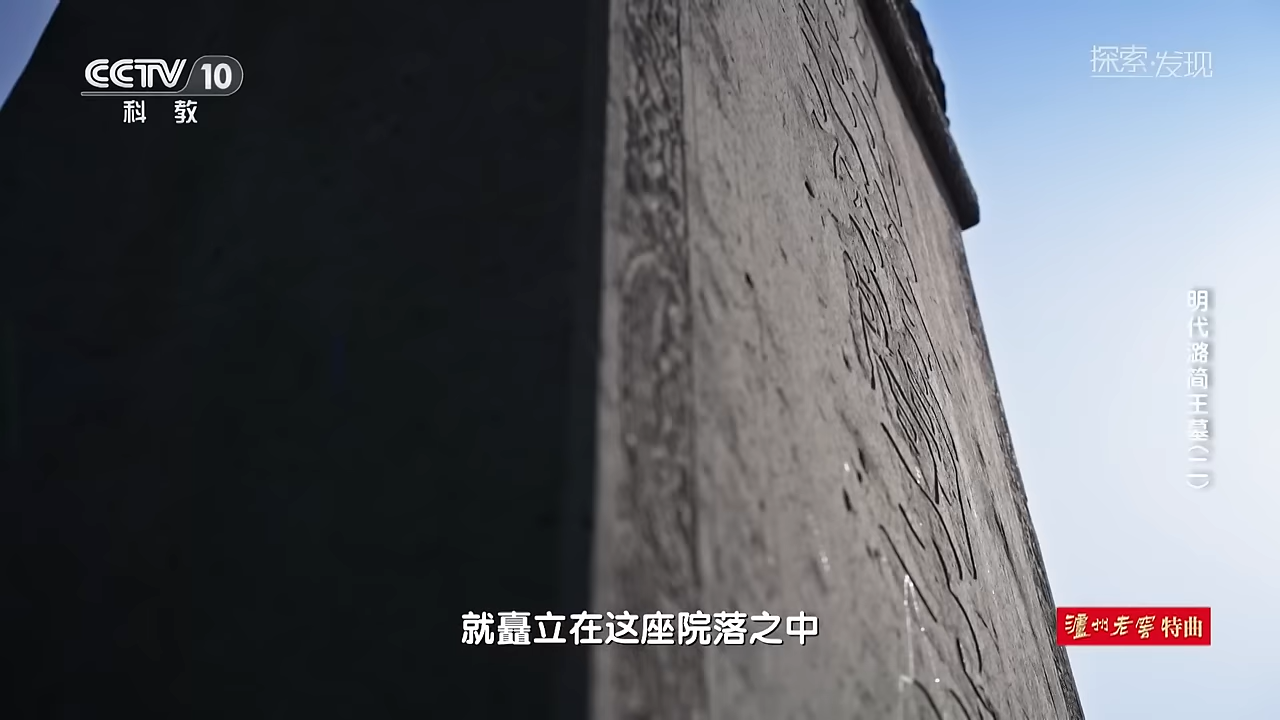 CCTV 10
科 教
探索·发现
明代潞简王墓(二)
就矗立在这座院落之中
泸州老窖特曲